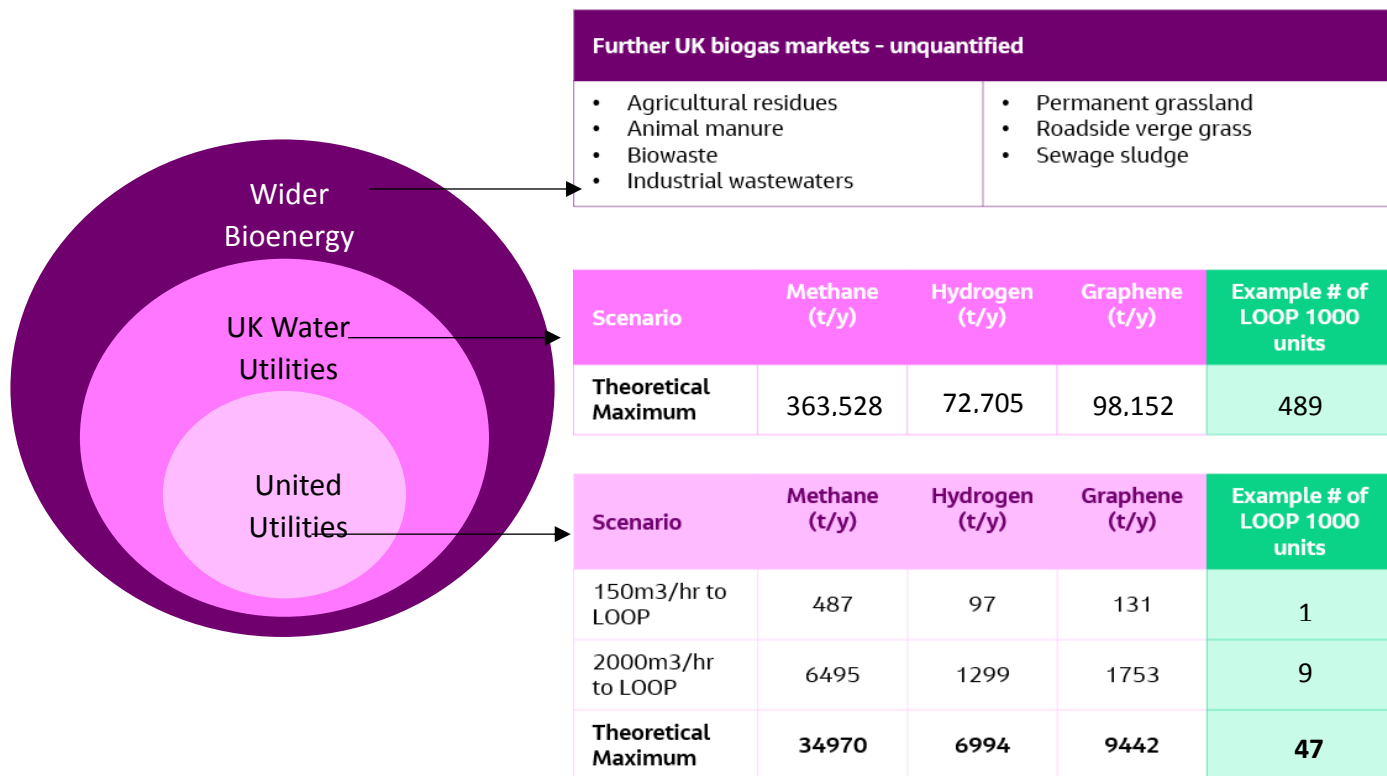 Further UK biogas markets - unquantified
• Agricultural residues
• Animal manure
• Biowaste
• Industrial wastewaters
• Permanent grassland
• Roadside verge grass
• Sewage sludge
Wider
Bioenergy
UK Water
Utilities
United
Utilities
Scenario
Methane
(t/y)
Hydrogen
(t/y)
Graphene
(t/y)
Example # of
LOOP 1000
units
Theoretical
Maximum
363,528
72,705
98,152
489
Scenario
Methane
(t/y)
Hydrogen
(t/y)
Graphene
(t/y)
Example # of
LOOP 1000
units
150m3/hr to
LOOP
487
97
131
1
2000m3/hr
to LOOP
6495
1299
1753
9
Theoretical
Maximum
34970
6994
9442
47